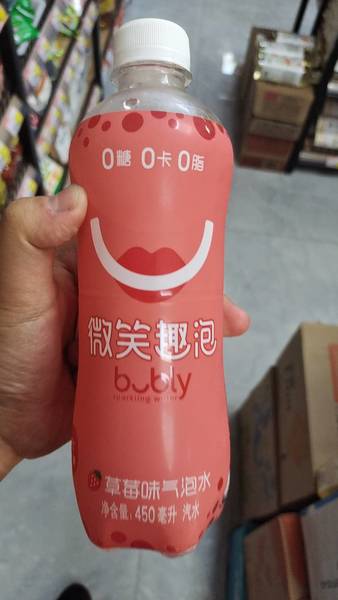 0糖 0卡 0脂
微笑趣泡
bubly
sparkling water
草莓味气泡水
净含量:450毫升 汽水